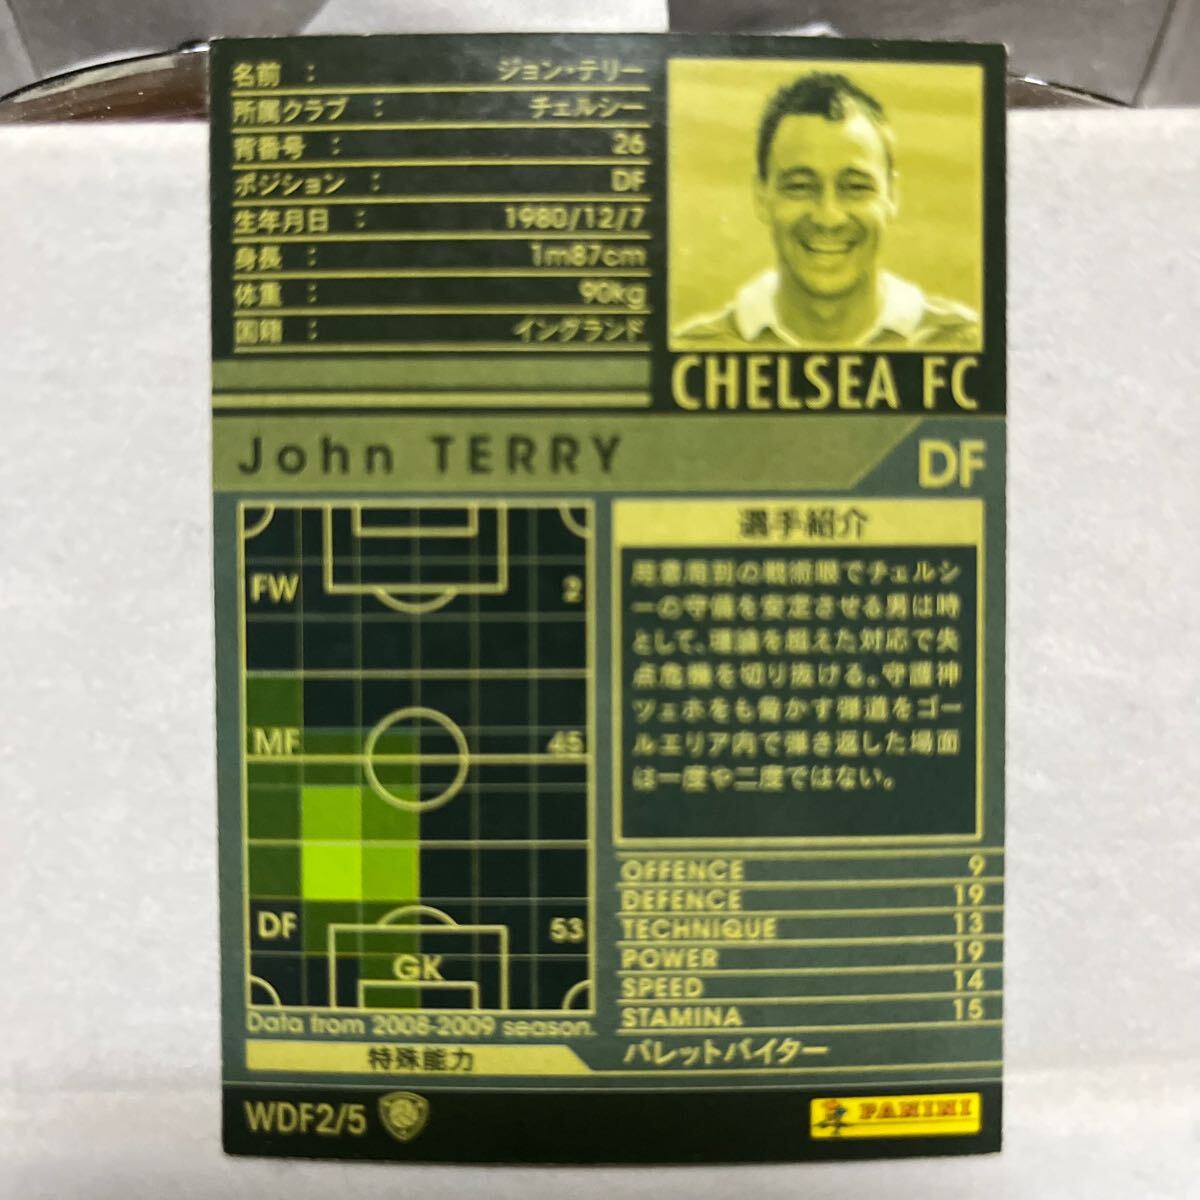 名前 : ジョン・テリー
所属クラブ : チェルシー
背番号 : 26
ポジション : DF
生年月日 : 1980/12/7
身長 : 1m87cm
体重 : 90kg
国籍 : イングランド
CHELSEA FC
John TERRY
DF
FW 2
MF 45
DF 53
GK
Data from 2008-2009 season.
選手紹介
用意周到の戦術眼でチェルシ
ーの守備を安定させる男は時
として、理論を超えた対応で失
点危機を切り抜ける。守護神
ツェホをも脅かす弾道をゴー
ルエリア内で弾き返した場面
は一度や二度ではない。
OFFENCE 9
DEFENCE 19
TECHNIQUE 13
POWER 19
SPEED 14
STAMINA 15
特殊能力 バレットバイター
WDF2/5
PANINI